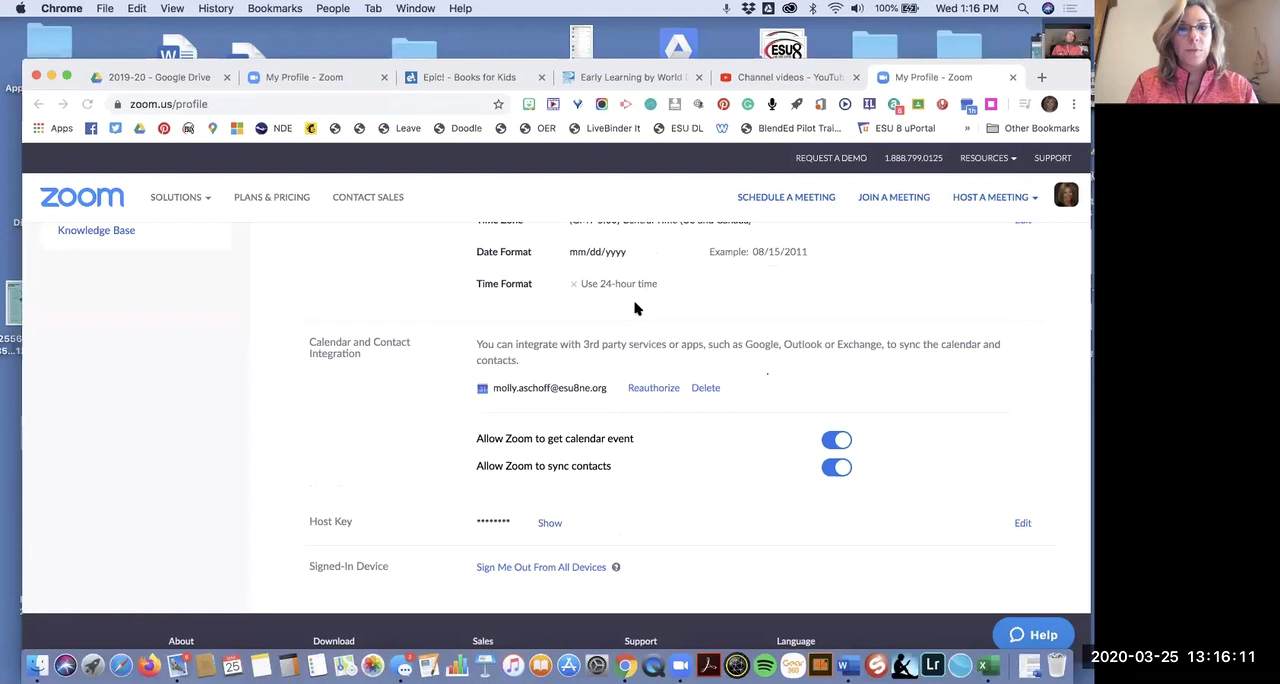 Chrome File Edit View History Bookmarks People Tab Window Help 100% Wed 1:16 PM
W
ESU8
2019-20 - Google Drive My Profile - Zoom Epic! - Books for Kids Early Learning by World Channel videos - YouTub My Profile - Zoom
zoom.us/profile
Apps NDE Leave Doodle OER LiveBinder It ESU DL BlendEd Pilot Trai... ESU 8 uPortal » Other Bookmarks
REQUEST A DEMO 1.888.799.0125 RESOURCES SUPPORT
zoom SOLUTIONS PLANS & PRICING CONTACT SALES SCHEDULE A MEETING JOIN A MEETING HOST A MEETING
Knowledge Base
Date Format mm/dd/yyyy Example: 08/15/2011
Time Format × Use 24-hour time
Calendar and Contact
Integration
You can integrate with 3rd party services or apps, such as Google, Outlook or Exchange, to sync the calendar and
contacts.
molly.aschoff@esu8ne.org Reauthorize Delete
Allow Zoom to get calendar event
Allow Zoom to sync contacts
Host Key ******** Show Edit
Signed-In Device Sign Me Out From All Devices
About Download Sales Support Language
Help
2020-03-25 13:16:11